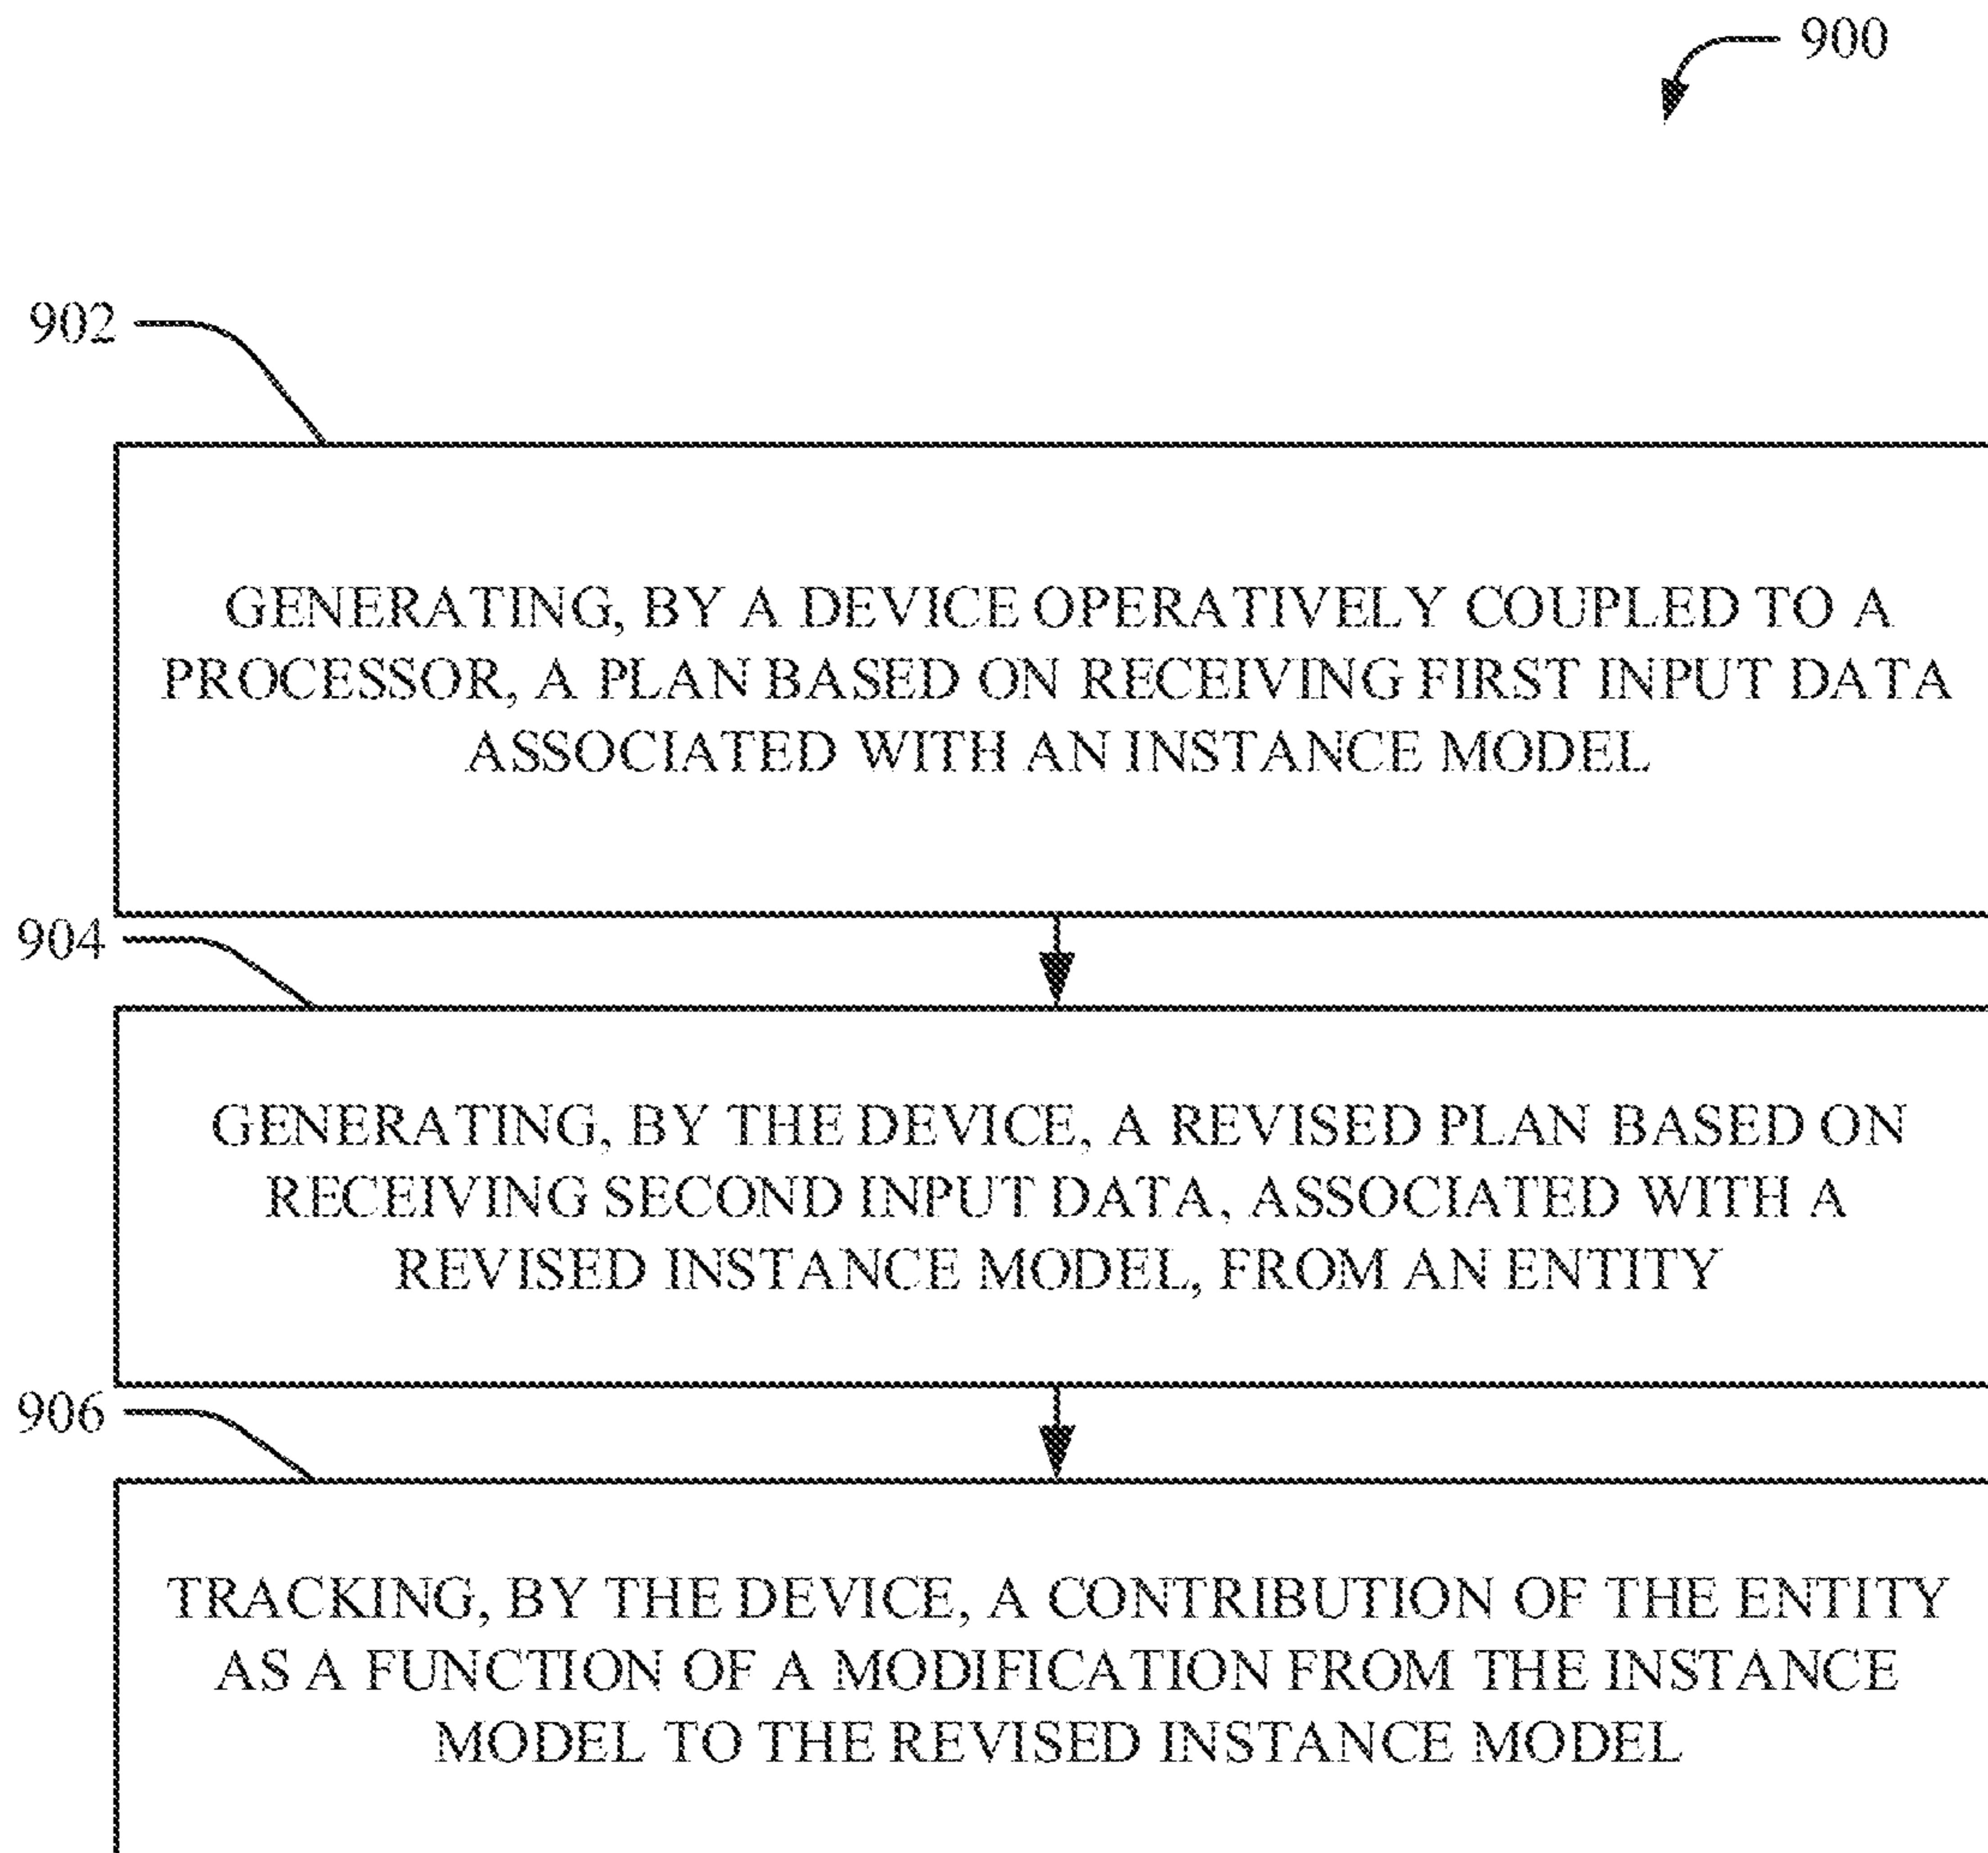 900
902
GENERATING, BY A DEVICE OPERATIVELY COUPLED TO A
PROCESSOR, A PLAN BASED ON RECEIVING FIRST INPUT DATA
ASSOCIATED WITH AN INSTANCE MODEL
904
GENERATING, BY THE DEVICE, A REVISED PLAN BASED ON
RECEIVING SECOND INPUT DATA, ASSOCIATED WITH A
REVISED INSTANCE MODEL, FROM AN ENTITY
906
TRACKING, BY THE DEVICE, A CONTRIBUTION OF THE ENTITY
AS A FUNCTION OF A MODIFICATION FROM THE INSTANCE
MODEL TO THE REVISED INSTANCE MODEL